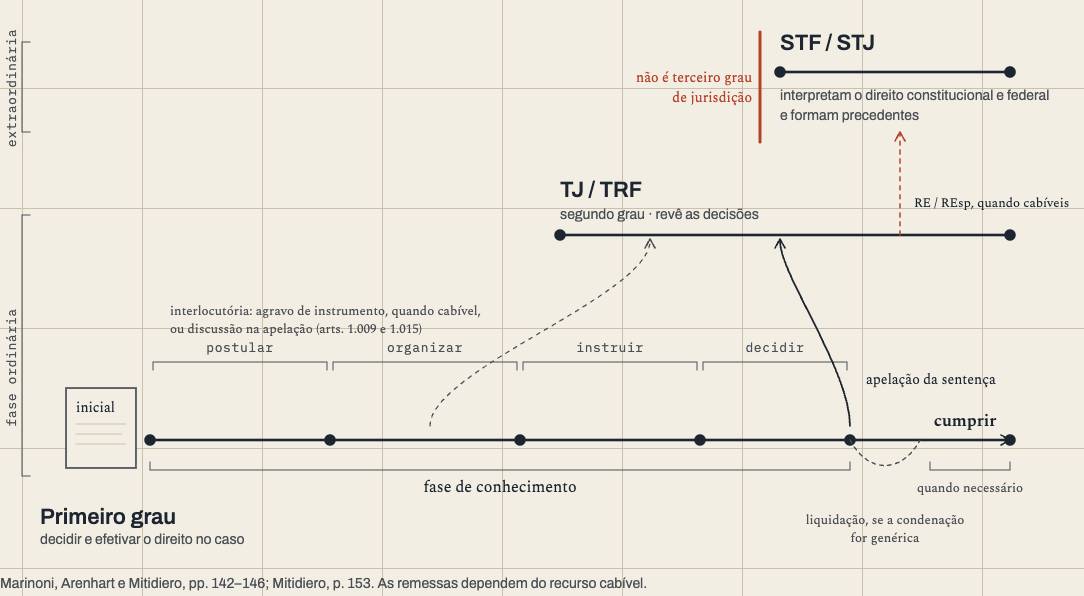 extraordinária
STF / STJ
não é terceiro grau
de jurisdição
interpretam o direito constitucional e federal
e formam precedentes
TJ / TRF
segundo grau · revê as decisões
RE / REsp, quando cabíveis
fase ordinária
interlocutória: agravo de instrumento, quando cabível,
ou discussão na apelação (arts. 1.009 e 1.015)
postular
organizar
instruir
decidir
apelação da sentença
inicial
cumprir
fase de conhecimento
quando necessário
Primeiro grau
decidir e efetivar o direito no caso
liquidação, se a condenação
for genérica
Marinoni, Arenhart e Mitidiero, pp. 142–146; Mitidiero, p. 153. As remessas dependem do recurso cabível.